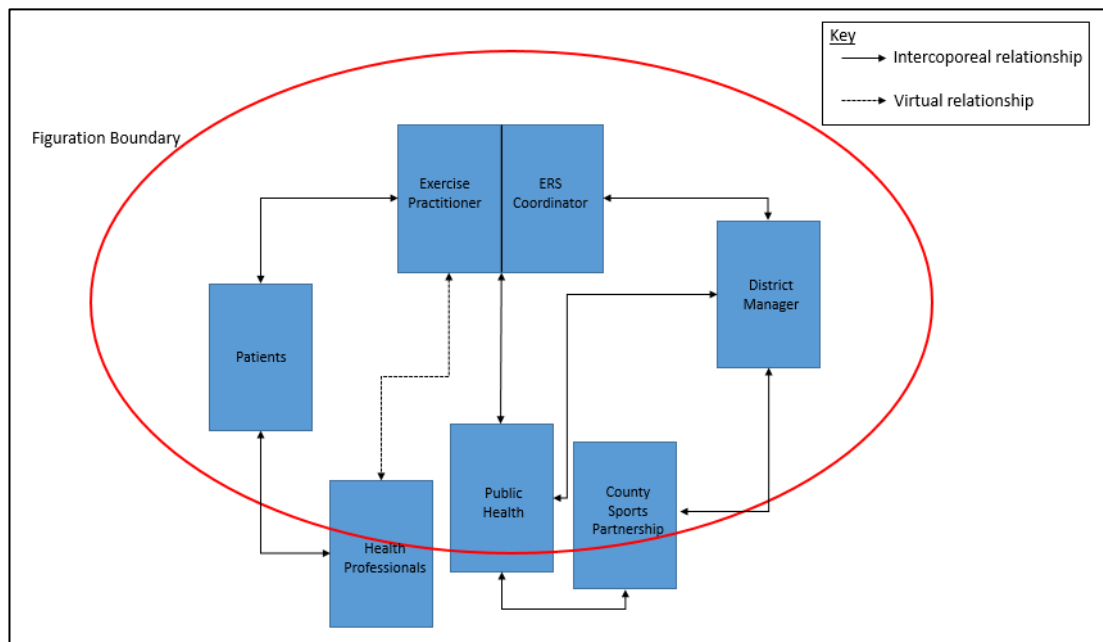 Key
Intercoporeal relationship
Virtual relationship
Figuration Boundary
Exercise
Practitioner
ERS
Coordinator
District
Manager
Patients
Public
Health
County
Sports
Partnership
Health
Professionals